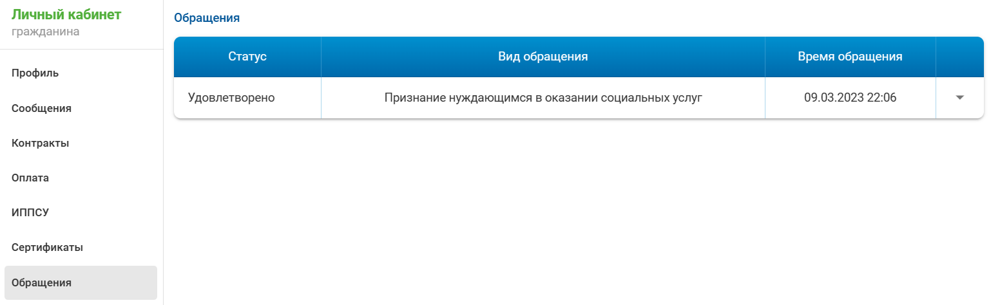 Личный кабинет
гражданина
Профиль
Сообщения
Контракты
Оплата
ИППСУ
Сертификаты
Обращения
Обращения
Статус Вид обращения Время обращения
Удовлетворено Признание нуждающимся в оказании социальных услуг 09.03.2023 22:06